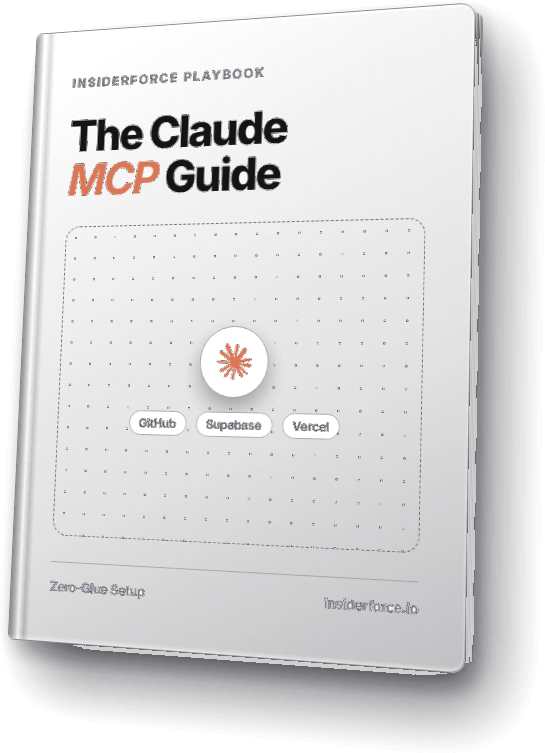 INSIDERFORCE PLAYBOOK
The Claude
MCP Guide
GitHub Supabase Vercel
Zero-Glue Setup
insiderforce.io